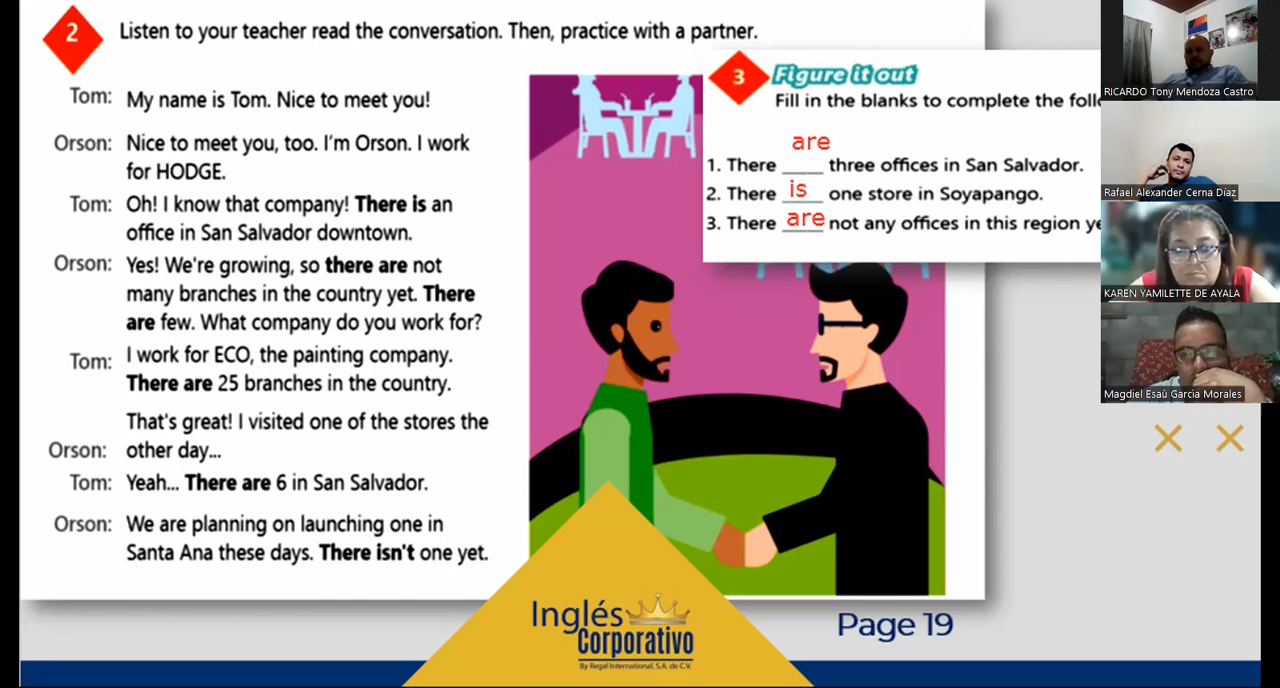 2
Listen to your teacher read the conversation. Then, practice with a partner.
Tom: My name is Tom. Nice to meet you!
Orson: Nice to meet you, too. I'm Orson. I work
for HODGE.
Tom: Oh! I know that company! There is an
office in San Salvador downtown.
Orson: Yes! We're growing, so there are not
many branches in the country yet. There
are few. What company do you work for?
Tom: I work for ECO, the painting company.
There are 25 branches in the country.
That's great! I visited one of the stores the
Orson: other day...
Tom: Yeah... There are 6 in San Salvador.
Orson: We are planning on launching one in
Santa Ana these days. There isn't one yet.
3
Figure it out
Fill in the blanks to complete the
are
1. There ____ three offices in San Salvador.
2. There is one store in Soyapango.
3. There are not any offices in this region
Inglés
Corporativo
By Regal International, S.A. de C.V.
Page 19
RICARDO Tony Mendoza Castro
Rafael Alexander Cerna Díaz
KAREN YAMILETTE DE AYALA
Magdiel Esaù Garcìa Morales